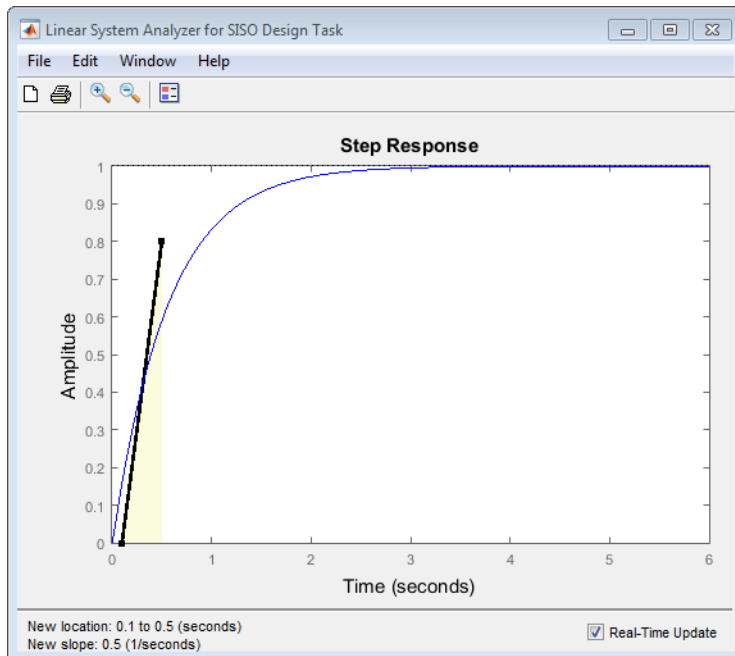 Linear System Analyzer for SISO Design Task
File Edit Window Help
Step Response
1
0.9
0.8
0.7
0.6
0.5
0.4
0.3
0.2
0.1
0
Amplitude
0 1 2 3 4 5 6
Time (seconds)
New location: 0.1 to 0.5 (seconds)
New slope: 0.5 (1/seconds)
Real-Time Update